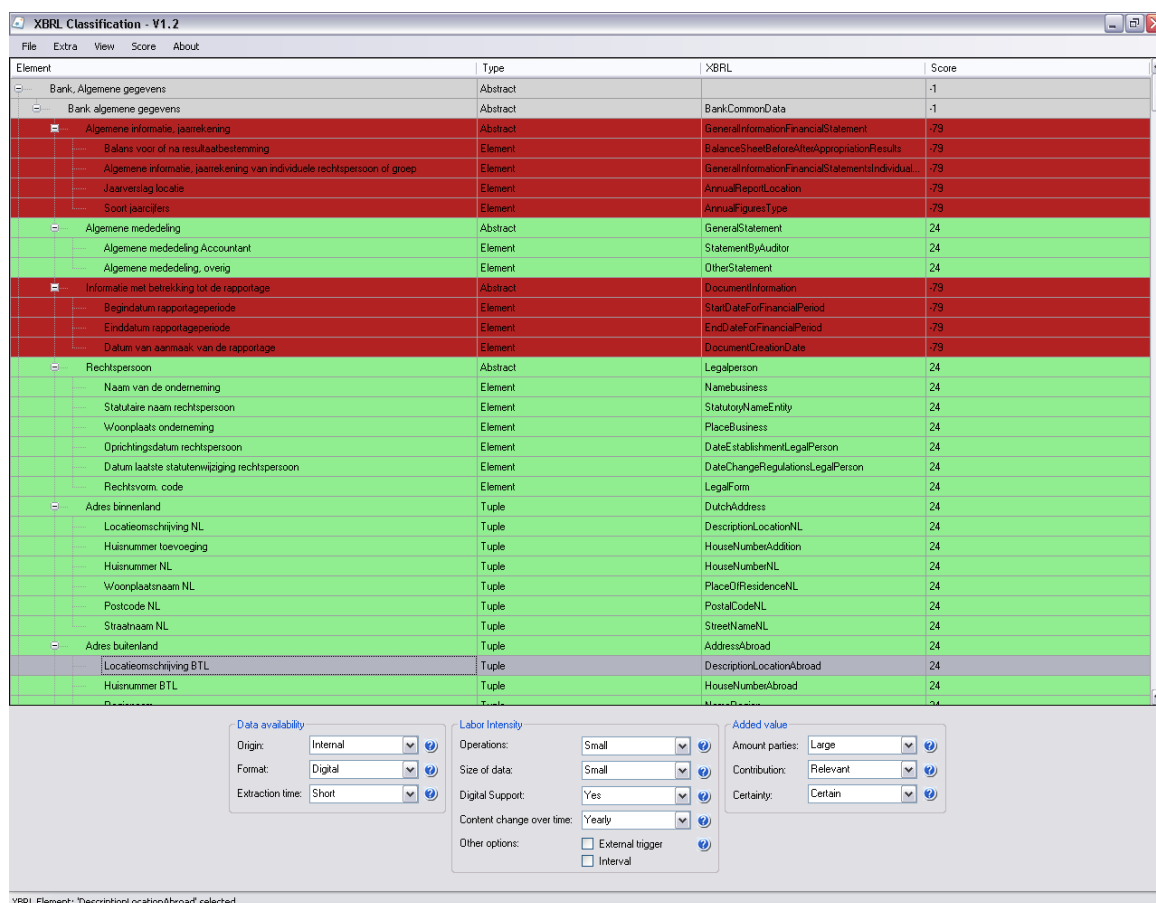 XBRL Classification - V1.2
File Extra View Score About
Element Type XBRL Score
Bank, Algemene gegevens Abstract -1
Bank algemene gegevens Abstract BankCommonData -1
Algemene informatie, jaarrekening Abstract GeneralInformationFinancialStatement -79
Balans voor of na resultaatbestemming Element BalanceSheetBeforeAfterAppropriationResults -79
Algemene informatie, jaarrekening van individuele rechtspersoon of groep Element GeneralInformationFinancialStatementsIndividual... -79
Jaarverslag locatie Element AnnualReportLocation -79
Soort jaarcijfers Element AnnualFiguresType -79
Algemene mededeling Abstract GeneralStatement 24
Algemene mededeling Accountant Element StatementByAuditor 24
Algemene mededeling, overig Element OtherStatement 24
Informatie met betrekking tot de rapportage Abstract DocumentInformation -79
Begindatum rapportageperiode Element StartDateForFinancialPeriod -79
Einddatum rapportageperiode Element EndDateForFinancialPeriod -79
Datum van aanmaak van de rapportage Element DocumentCreationDate -79
Rechtspersoon Abstract Legalperson 24
Naam van de onderneming Element Namebusiness 24
Statutaire naam rechtspersoon Element StatutoryNameEntity 24
Woonplaats onderneming Element PlaceBusiness 24
Oprichtingsdatum rechtspersoon Element DateEstablishmentLegalPerson 24
Datum laatste statutenwijziging rechtspersoon Element DateChangeRegulationsLegalPerson 24
Rechtsvorm. code Element LegalForm 24
Adres binnenland Tuple DutchAddress 24
Locatieomschrijving NL Tuple DescriptionLocationNL 24
Huisnummer toevoeging Tuple HouseNumberAddition 24
Huisnummer NL Tuple HouseNumberNL 24
Woonplaatsnaam NL Tuple PlaceOfResidenceNL 24
Postcode NL Tuple PostalCodeNL 24
Straatnaam NL Tuple StreetNameNL 24
Adres buitenland Tuple AddressAbroad 24
Locatieomschrijving BTL Tuple DescriptionLocationAbroad 24
Huisnummer BTL Tuple HouseNumberAbroad 24
Regionaam Tuple NameRegion 24
Data availability Labor Intensity Added value
Origin: Internal Operations: Small Amount parties: Large
Format: Digital Size of data: Small Contribution: Relevant
Extraction time: Short Digital Support: Yes Certainty: Certain
Content change over time: Yearly
Other options: External trigger
Interval
XBRL Element: 'DescriptionLocationAbroad' selected